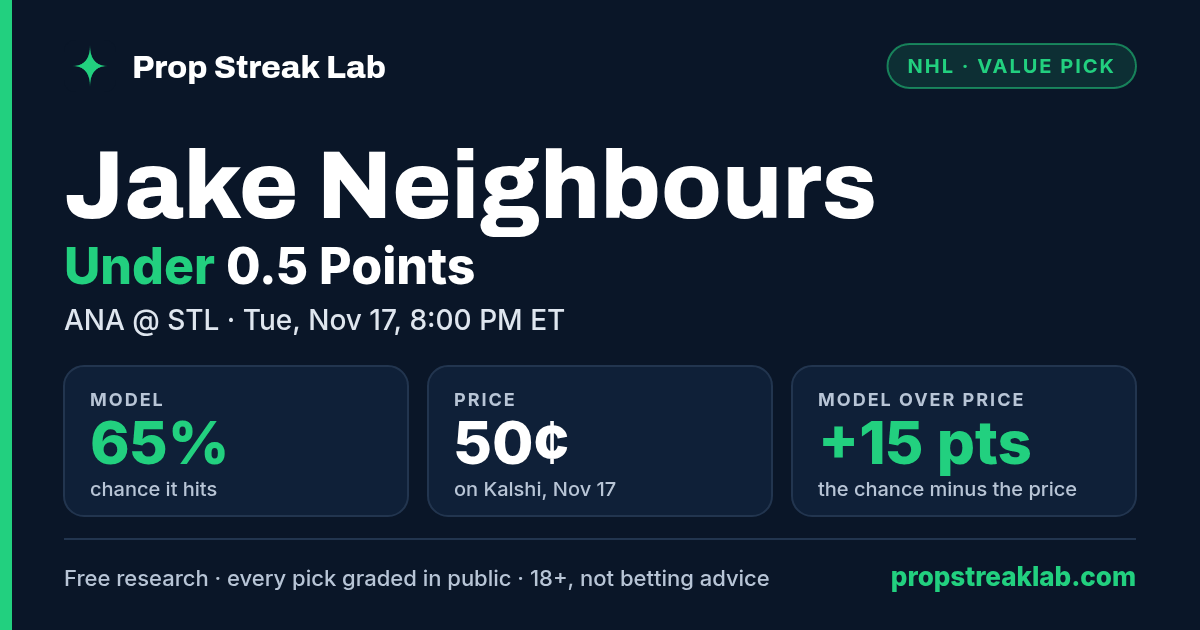 Prop Streak Lab
NHL · VALUE PICK
Jake Neighbours
Under 0.5 Points
ANA @ STL · Tue, Nov 17, 8:00 PM ET
MODEL
65%
chance it hits
PRICE
50¢
on Kalshi, Nov 17
MODEL OVER PRICE
+15 pts
the chance minus the price
Free research · every pick graded in public · 18+, not betting advice
propstreaklab.com